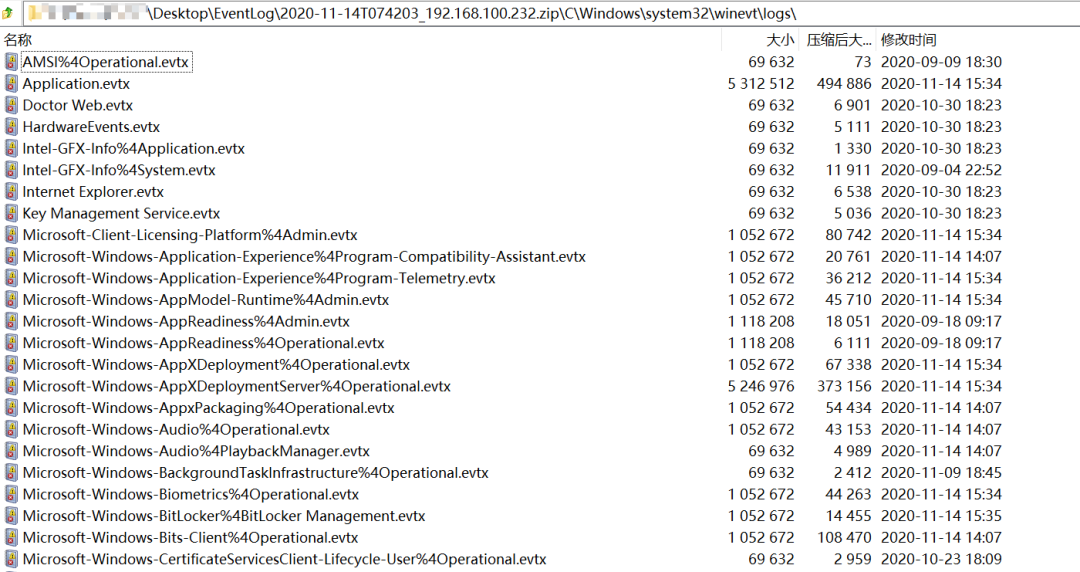 \Desktop\EventLog\2020-11-14T074203_192.168.100.232.zip\C\Windows\system32\winevt\logs\
名称 大小 压缩后大... 修改时间
AMSI%4Operational.evtx 69 632 73 2020-09-09 18:30
Application.evtx 5 312 512 494 886 2020-11-14 15:34
Doctor Web.evtx 69 632 6 901 2020-10-30 18:23
HardwareEvents.evtx 69 632 5 111 2020-10-30 18:23
Intel-GFX-Info%4Application.evtx 69 632 1 330 2020-10-30 18:23
Intel-GFX-Info%4System.evtx 69 632 11 911 2020-09-04 22:52
Internet Explorer.evtx 69 632 6 538 2020-10-30 18:23
Key Management Service.evtx 69 632 5 036 2020-10-30 18:23
Microsoft-Client-Licensing-Platform%4Admin.evtx 1 052 672 80 742 2020-11-14 15:34
Microsoft-Windows-Application-Experience%4Program-Compatibility-Assistant.evtx 1 052 672 20 761 2020-11-14 14:07
Microsoft-Windows-Application-Experience%4Program-Telemetry.evtx 1 052 672 36 212 2020-11-14 15:34
Microsoft-Windows-AppModel-Runtime%4Admin.evtx 1 052 672 45 710 2020-11-14 15:34
Microsoft-Windows-AppReadiness%4Admin.evtx 1 118 208 18 051 2020-09-18 09:17
Microsoft-Windows-AppReadiness%4Operational.evtx 1 118 208 6 111 2020-09-18 09:17
Microsoft-Windows-AppXDeployment%4Operational.evtx 1 052 672 67 338 2020-11-14 15:34
Microsoft-Windows-AppXDeploymentServer%4Operational.evtx 5 246 976 373 156 2020-11-14 15:34
Microsoft-Windows-AppxPackaging%4Operational.evtx 1 052 672 54 434 2020-11-14 14:07
Microsoft-Windows-Audio%4Operational.evtx 1 052 672 43 153 2020-11-14 14:07
Microsoft-Windows-Audio%4PlaybackManager.evtx 69 632 4 989 2020-11-14 14:07
Microsoft-Windows-BackgroundTaskInfrastructure%4Operational.evtx 69 632 2 412 2020-11-09 18:45
Microsoft-Windows-Biometrics%4Operational.evtx 1 052 672 44 263 2020-11-14 15:34
Microsoft-Windows-BitLocker%4BitLocker Management.evtx 1 052 672 14 455 2020-11-14 15:35
Microsoft-Windows-Bits-Client%4Operational.evtx 1 052 672 108 470 2020-11-14 14:07
Microsoft-Windows-CertificateServicesClient-Lifecycle-User%4Operational.evtx 69 632 2 959 2020-10-23 18:09